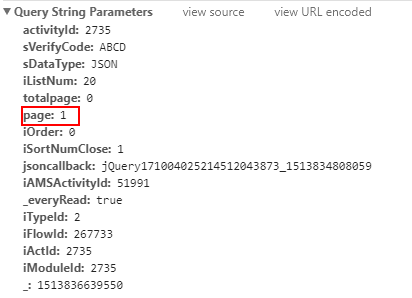 Query String Parameters view source view URL encoded
activityId: 2735
sVerifyCode: ABCD
sDataType: JSON
iListNum: 20
totalpage: 0
page: 1
iOrder: 0
iSortNumClose: 1
jsoncallback: jQuery171004025214512043873_1513834808059
iAMSActivityId: 51991
_everyRead: true
iTypeId: 2
iFlowId: 267733
iActId: 2735
iModuleId: 2735
_: 1513836639550